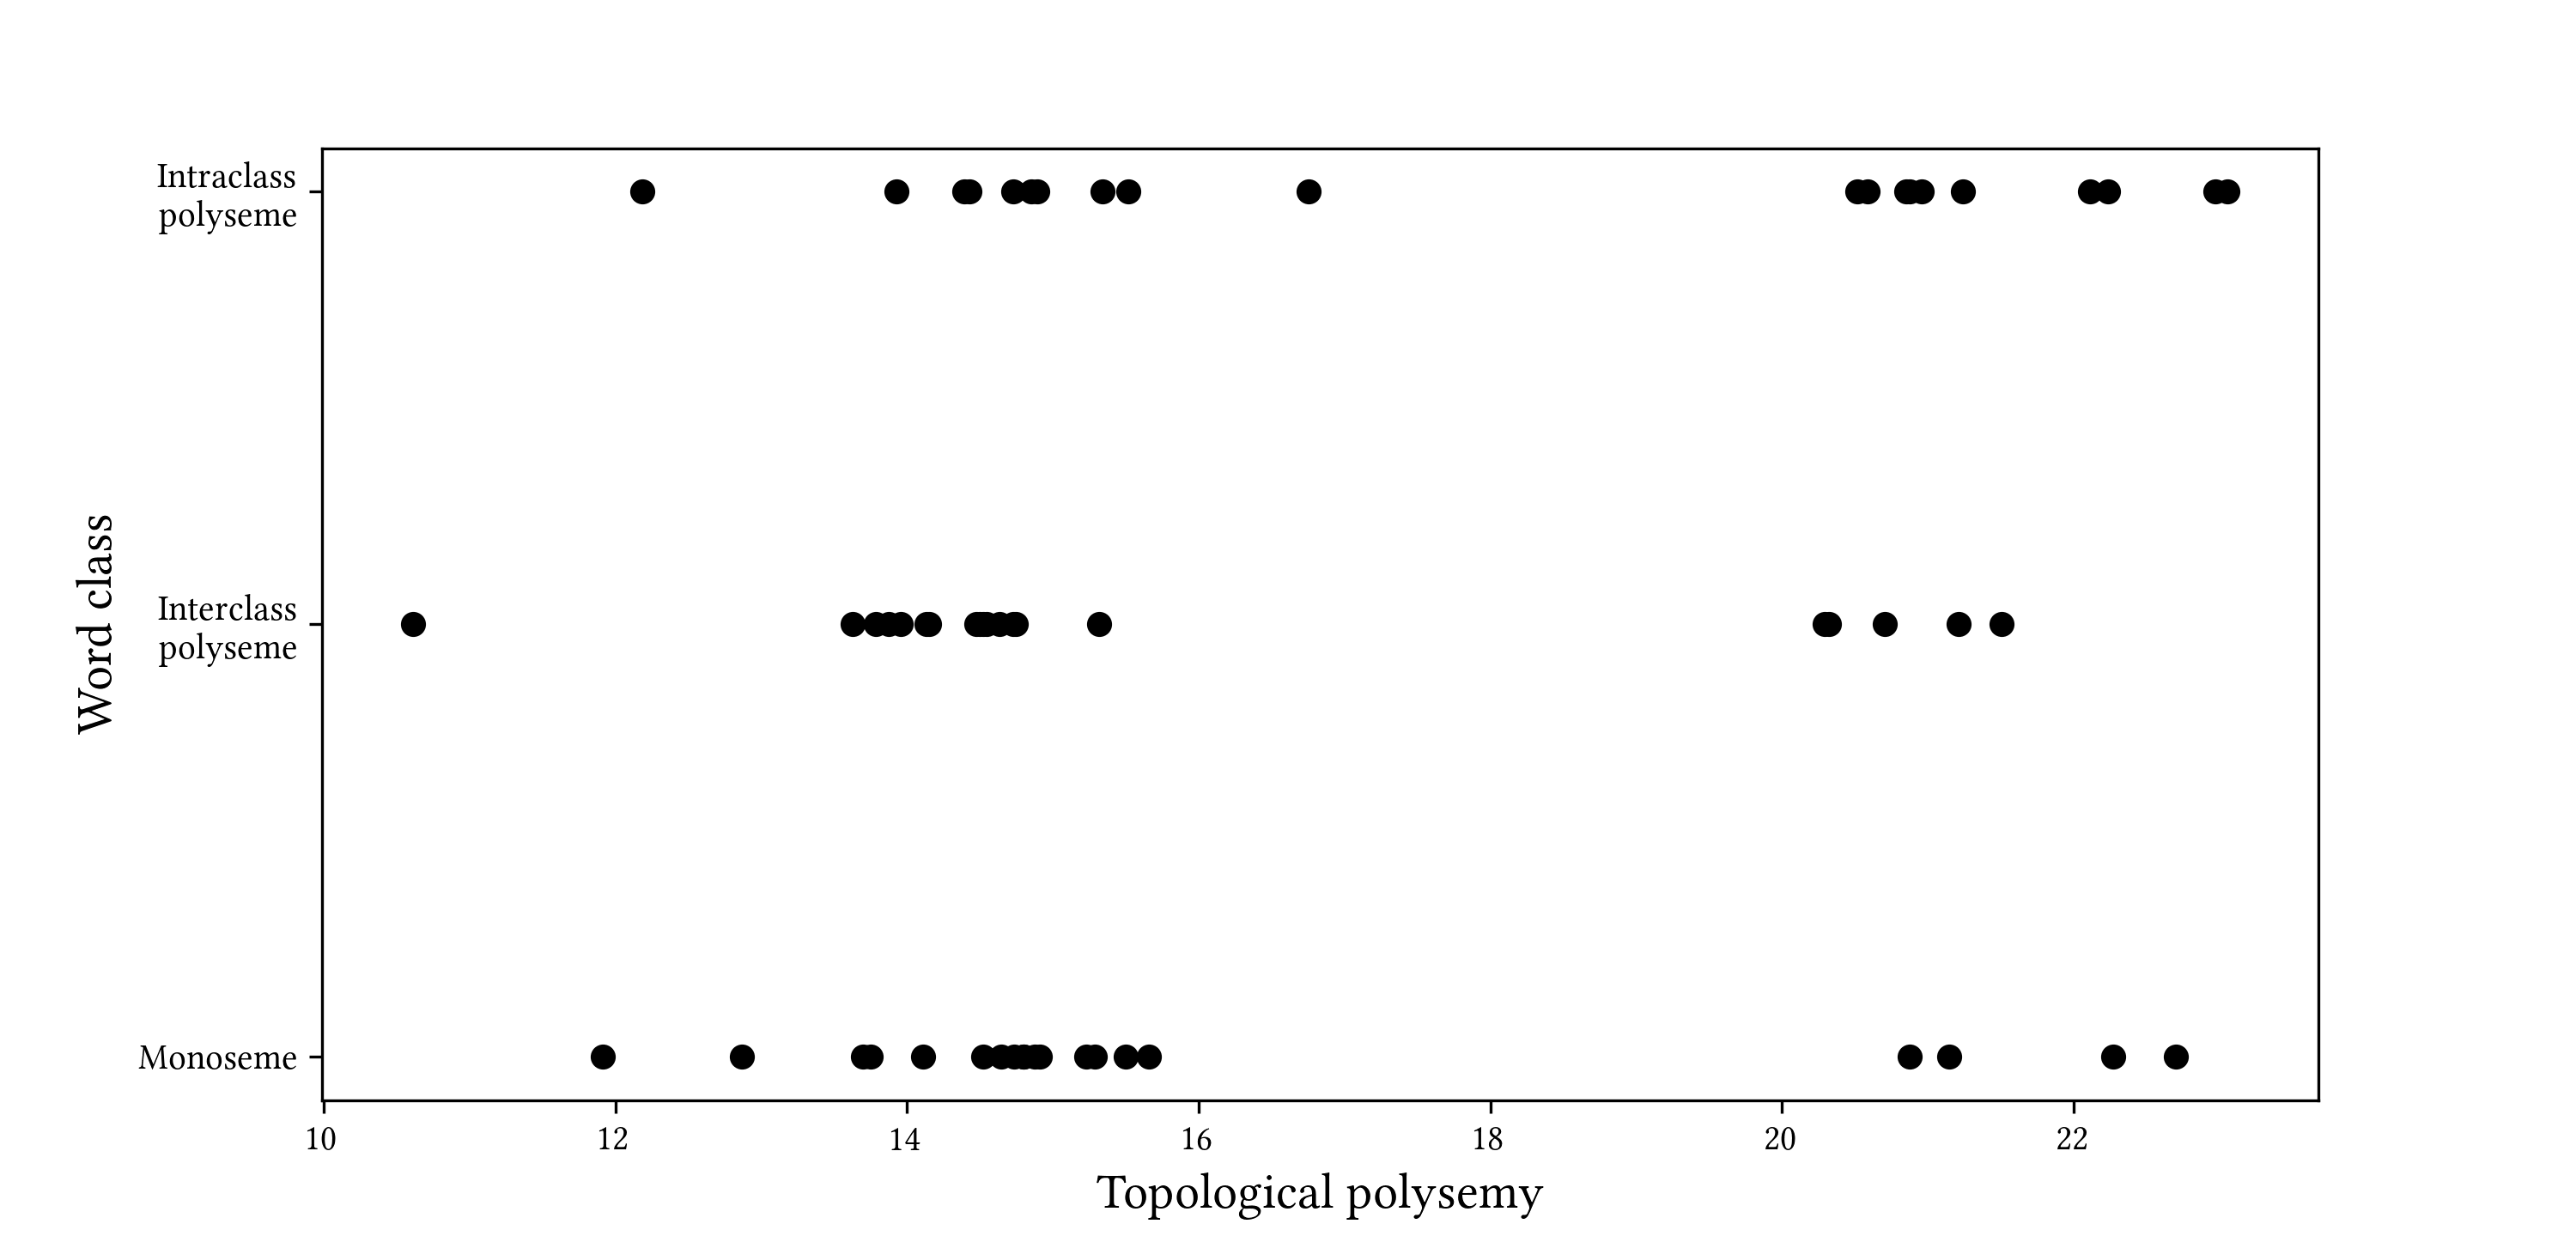 Intraclass
polyseme
Interclass
polyseme
Monoseme
Word class
10 12 14 16 18 20 22
Topological polysemy